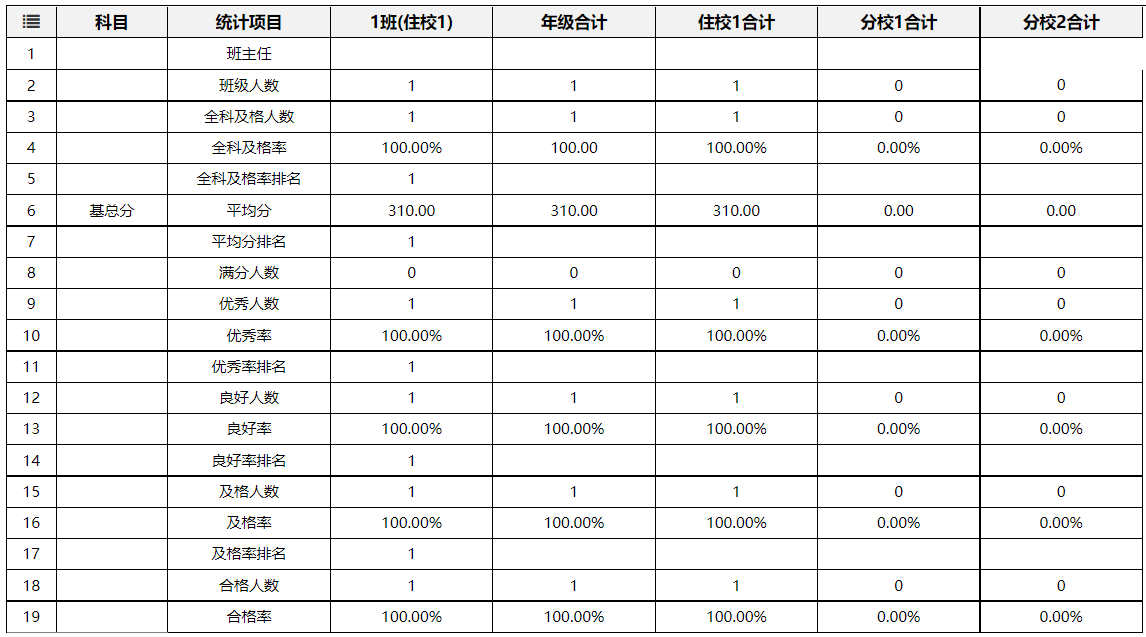 科目 统计项目 1班(住校1) 年级合计 住校1合计 分校1合计 分校2合计
1 班主任
2 班级人数 1 1 1 0 0
3 全科及格人数 1 1 1 0 0
4 全科及格率 100.00% 100.00 100.00% 0.00% 0.00%
5 全科及格率排名 1
6 基总分 平均分 310.00 310.00 310.00 0.00 0.00
7 平均分排名 1
8 满分人数 0 0 0 0 0
9 优秀人数 1 1 1 0 0
10 优秀率 100.00% 100.00% 100.00% 0.00% 0.00%
11 优秀率排名 1
12 良好人数 1 1 1 0 0
13 良好率 100.00% 100.00% 100.00% 0.00% 0.00%
14 良好率排名 1
15 及格人数 1 1 1 0 0
16 及格率 100.00% 100.00% 100.00% 0.00% 0.00%
17 及格率排名 1
18 合格人数 1 1 1 0 0
19 合格率 100.00% 100.00% 100.00% 0.00% 0.00%